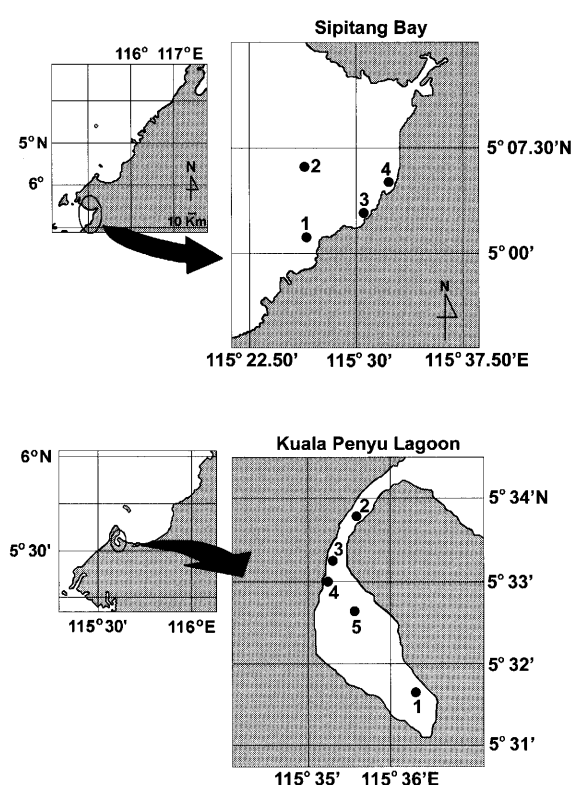 Sipitang Bay
116° 117° E
5° N
6°
N
10 Km
2
4
3
1
5° 07.30'N
5° 00'
N
115° 22.50' 115° 30' 115° 37.50'E
Kuala Penyu Lagoon
6° N
5° 30'
115° 30' 116° E
2
3
4
5
1
5° 34'N
5° 33'
5° 32'
5° 31'
115° 35' 115° 36'E